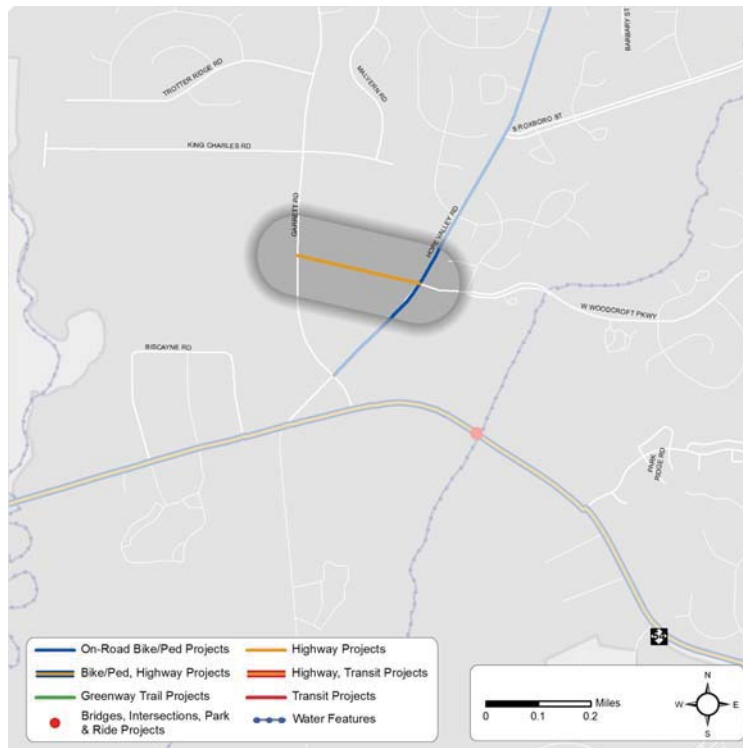 BARBARY ST
TROTTER RIDGE RD
MALVERN RD
S ROXBORO ST
KING CHARLES RD
GARRETT RD
HOPE VALLEY RD
W WOODCROFT PKWY
BISCAYNE RD
PARK
RIDGE RD
54
On-Road Bike/Ped Projects
Highway Projects
Bike/Ped, Highway Projects
Highway, Transit Projects
Greenway Trail Projects
Transit Projects
Bridges, Intersections, Park
& Ride Projects
Water Features
Miles
0 0.1 0.2
N
W E
S